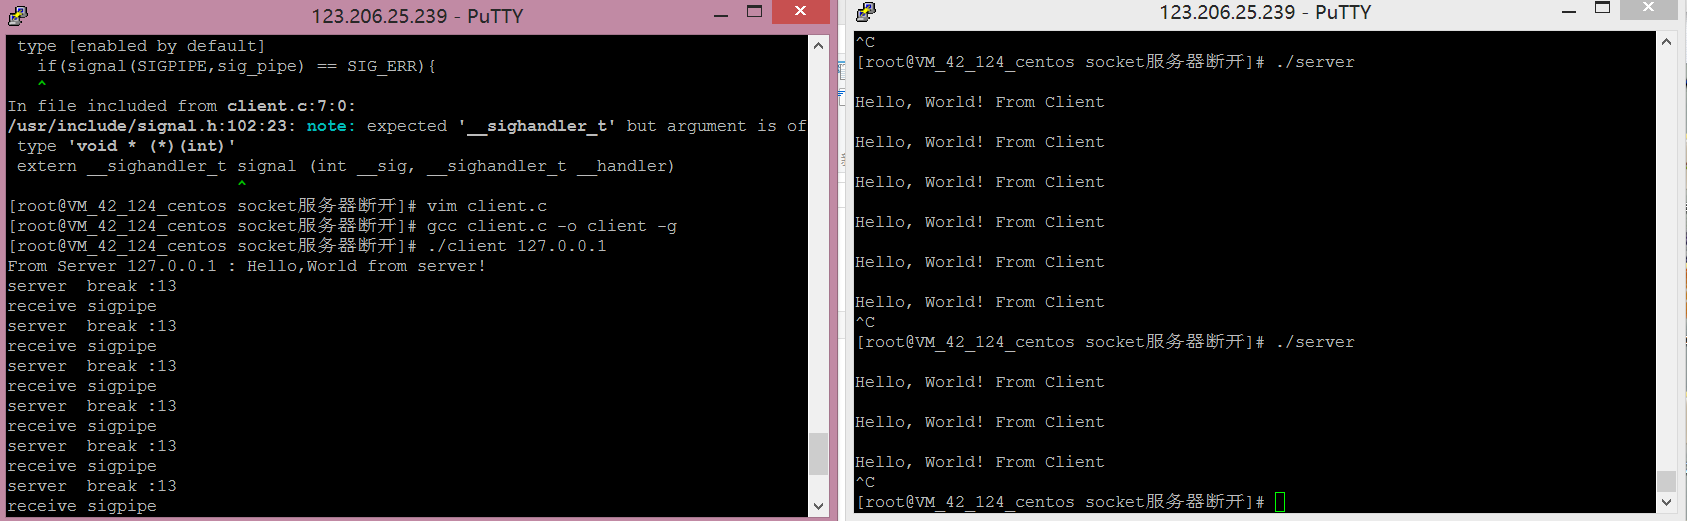 123.206.25.239 - PuTTY
type [enabled by default]
if(signal(SIGPIPE,sig_pipe) == SIG_ERR){
^
In file included from client.c:7:0:
/usr/include/signal.h:102:23: note: expected '__sighandler_t' but argument is of
type 'void * (*)(int)'
extern __sighandler_t signal (int __sig, __sighandler_t __handler)
^
[root@VM_42_124_centos socket服务器断开]# vim client.c
[root@VM_42_124_centos socket服务器断开]# gcc client.c -o client -g
[root@VM_42_124_centos socket服务器断开]# ./client 127.0.0.1
From Server 127.0.0.1 : Hello,World from server!
server  break :13
receive sigpipe
server  break :13
receive sigpipe
server  break :13
receive sigpipe
server  break :13
receive sigpipe
server  break :13
receive sigpipe
server  break :13
receive sigpipe
123.206.25.239 - PuTTY
^C
[root@VM_42_124_centos socket服务器断开]# ./server
Hello, World! From Client
Hello, World! From Client
Hello, World! From Client
Hello, World! From Client
Hello, World! From Client
Hello, World! From Client
^C
[root@VM_42_124_centos socket服务器断开]# ./server
Hello, World! From Client
Hello, World! From Client
Hello, World! From Client
^C
[root@VM_42_124_centos socket服务器断开]#